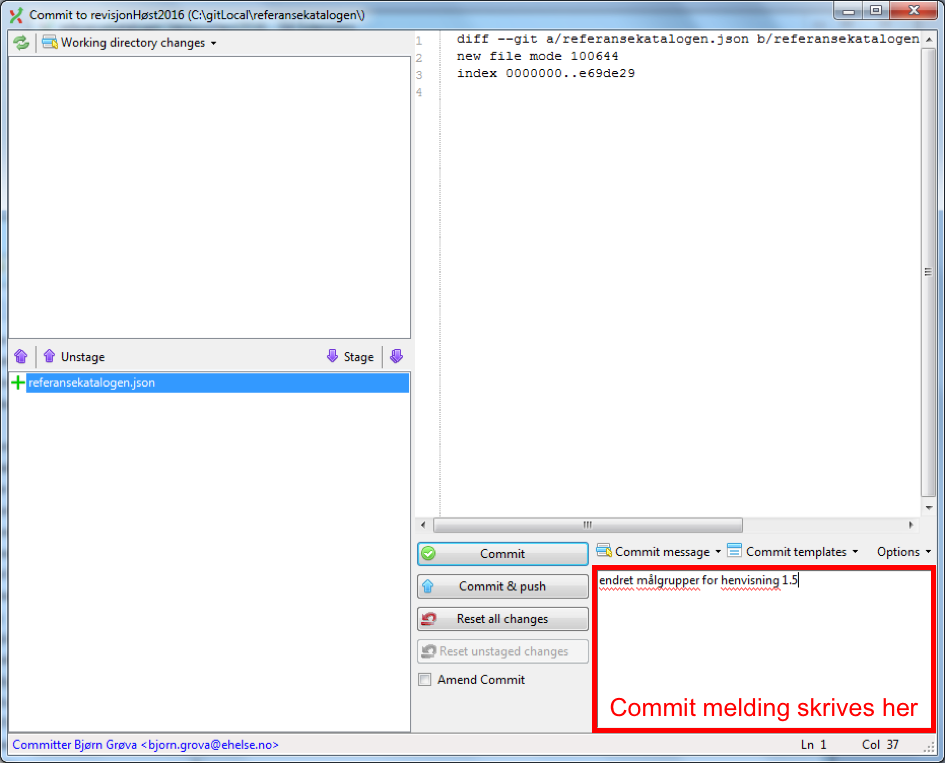 Commit to revisjonHøst2016 (C:\gitLocal\referansekatalogen\)
Working directory changes
1 diff --git a/referansekatalogen.json b/referansekatalogen
2 new file mode 100644
3 index 0000000..e69de29
4
Unstage Stage
referansekatalogen.json
Commit
Commit message Commit templates Options
Commit & push
endret målgrupper for henvisning 1.5
Reset all changes
Reset unstaged changes
Amend Commit
Commit melding skrives her
Committer Bjørn Grøva <bjorn.grova@ehelse.no> Ln 1 Col 37